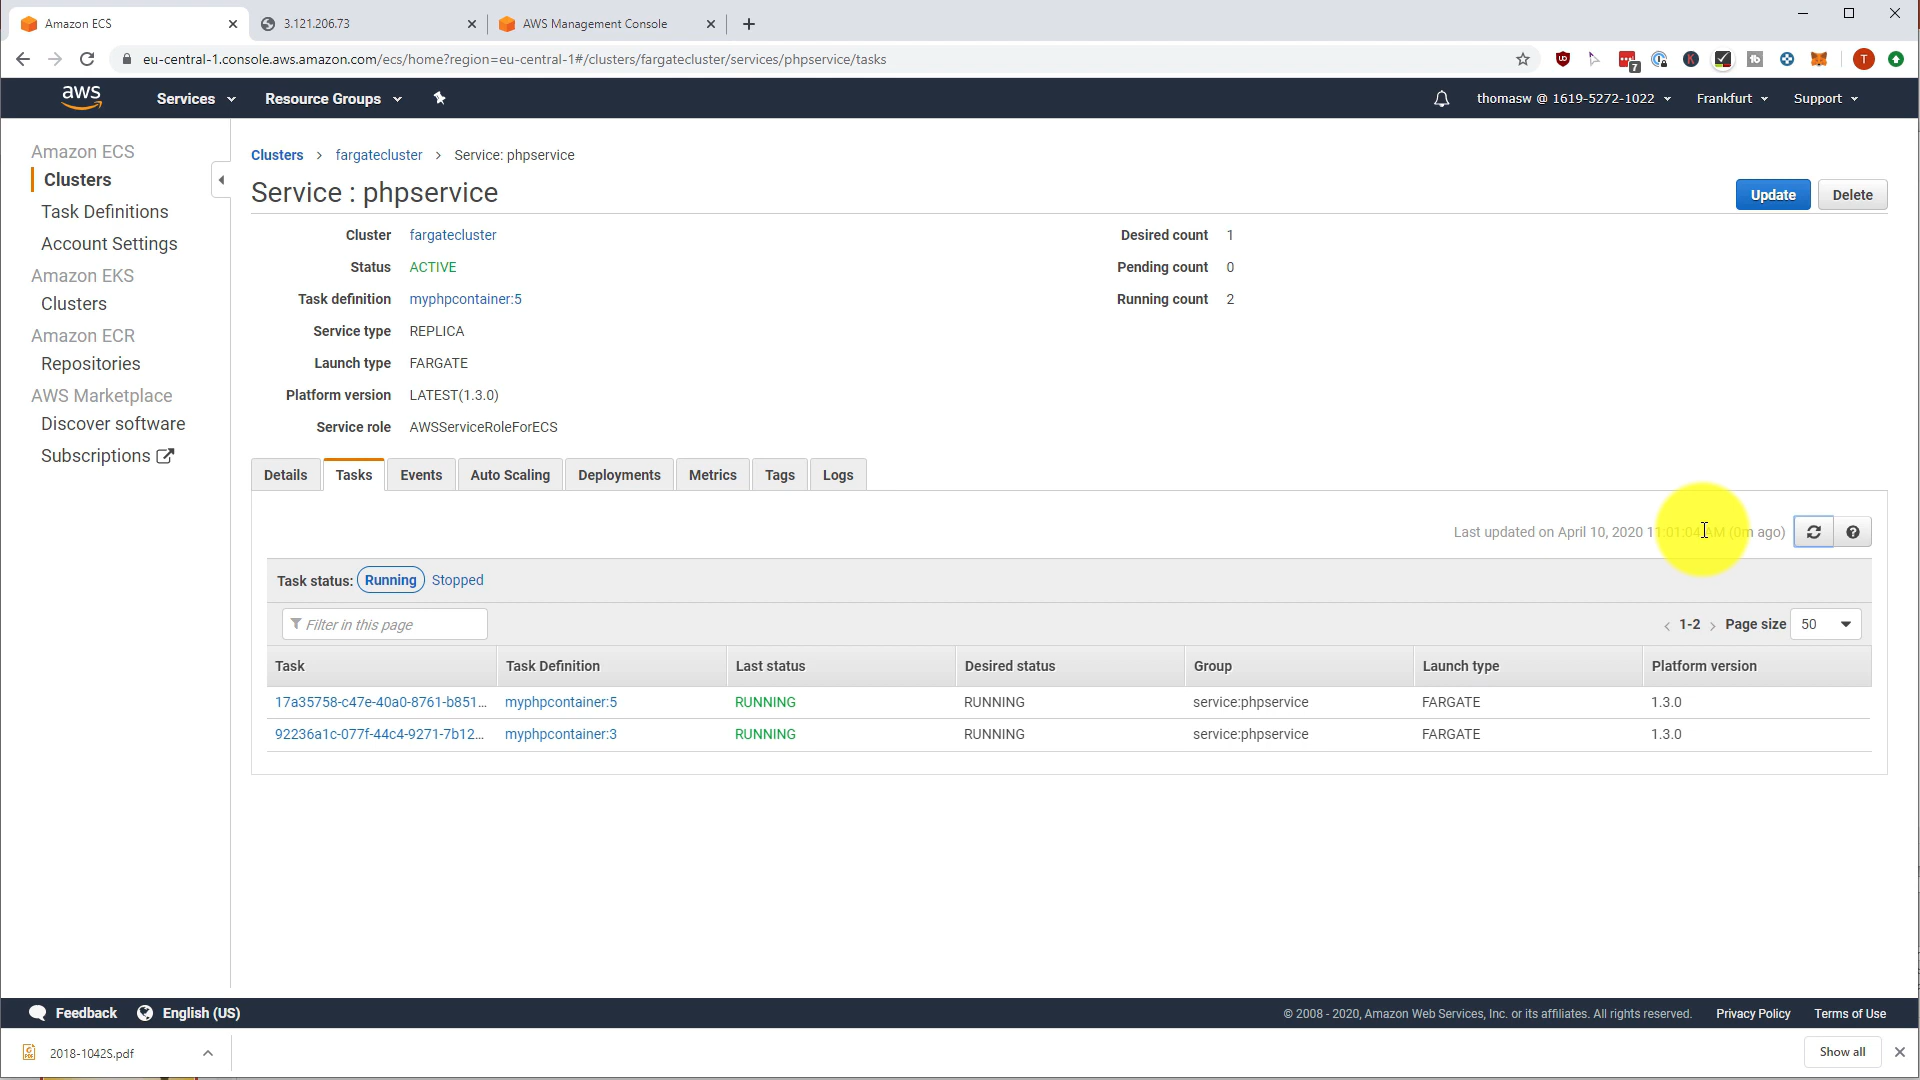 Amazon ECS
3.121.206.73
AWS Management Console
eu-central-1.console.aws.amazon.com/ecs/home?region=eu-central-1#/clusters/fargatecluster/services/phpservice/tasks
7
T
aws
Services
Resource Groups
thomasw @ 1619-5272-1022
Frankfurt
Support
Amazon ECS
Clusters
Task Definitions
Account Settings
Amazon EKS
Clusters
Amazon ECR
Repositories
AWS Marketplace
Discover software
Subscriptions
Clusters > fargatecluster > Service: phpservice
Service : phpservice
Update
Delete
Cluster fargatecluster
Status ACTIVE
Task definition myphpcontainer:5
Service type REPLICA
Launch type FARGATE
Platform version LATEST(1.3.0)
Service role AWSServiceRoleForECS
Desired count 1
Pending count 0
Running count 2
Details
Tasks
Events
Auto Scaling
Deployments
Metrics
Tags
Logs
Last updated on April 10, 2020 11:01:04 AM (0m ago)
Task status: Running Stopped
Filter in this page
< 1-2 > Page size 50
Task Task Definition Last status Desired status Group Launch type Platform version
17a35758-c47e-40a0-8761-b851... myphpcontainer:5 RUNNING RUNNING service:phpservice FARGATE 1.3.0
92236a1c-077f-44c4-9271-7b12... myphpcontainer:3 RUNNING RUNNING service:phpservice FARGATE 1.3.0
Feedback
English (US)
© 2008 - 2020, Amazon Web Services, Inc. or its affiliates. All rights reserved.
Privacy Policy
Terms of Use
2018-1042S.pdf
Show all